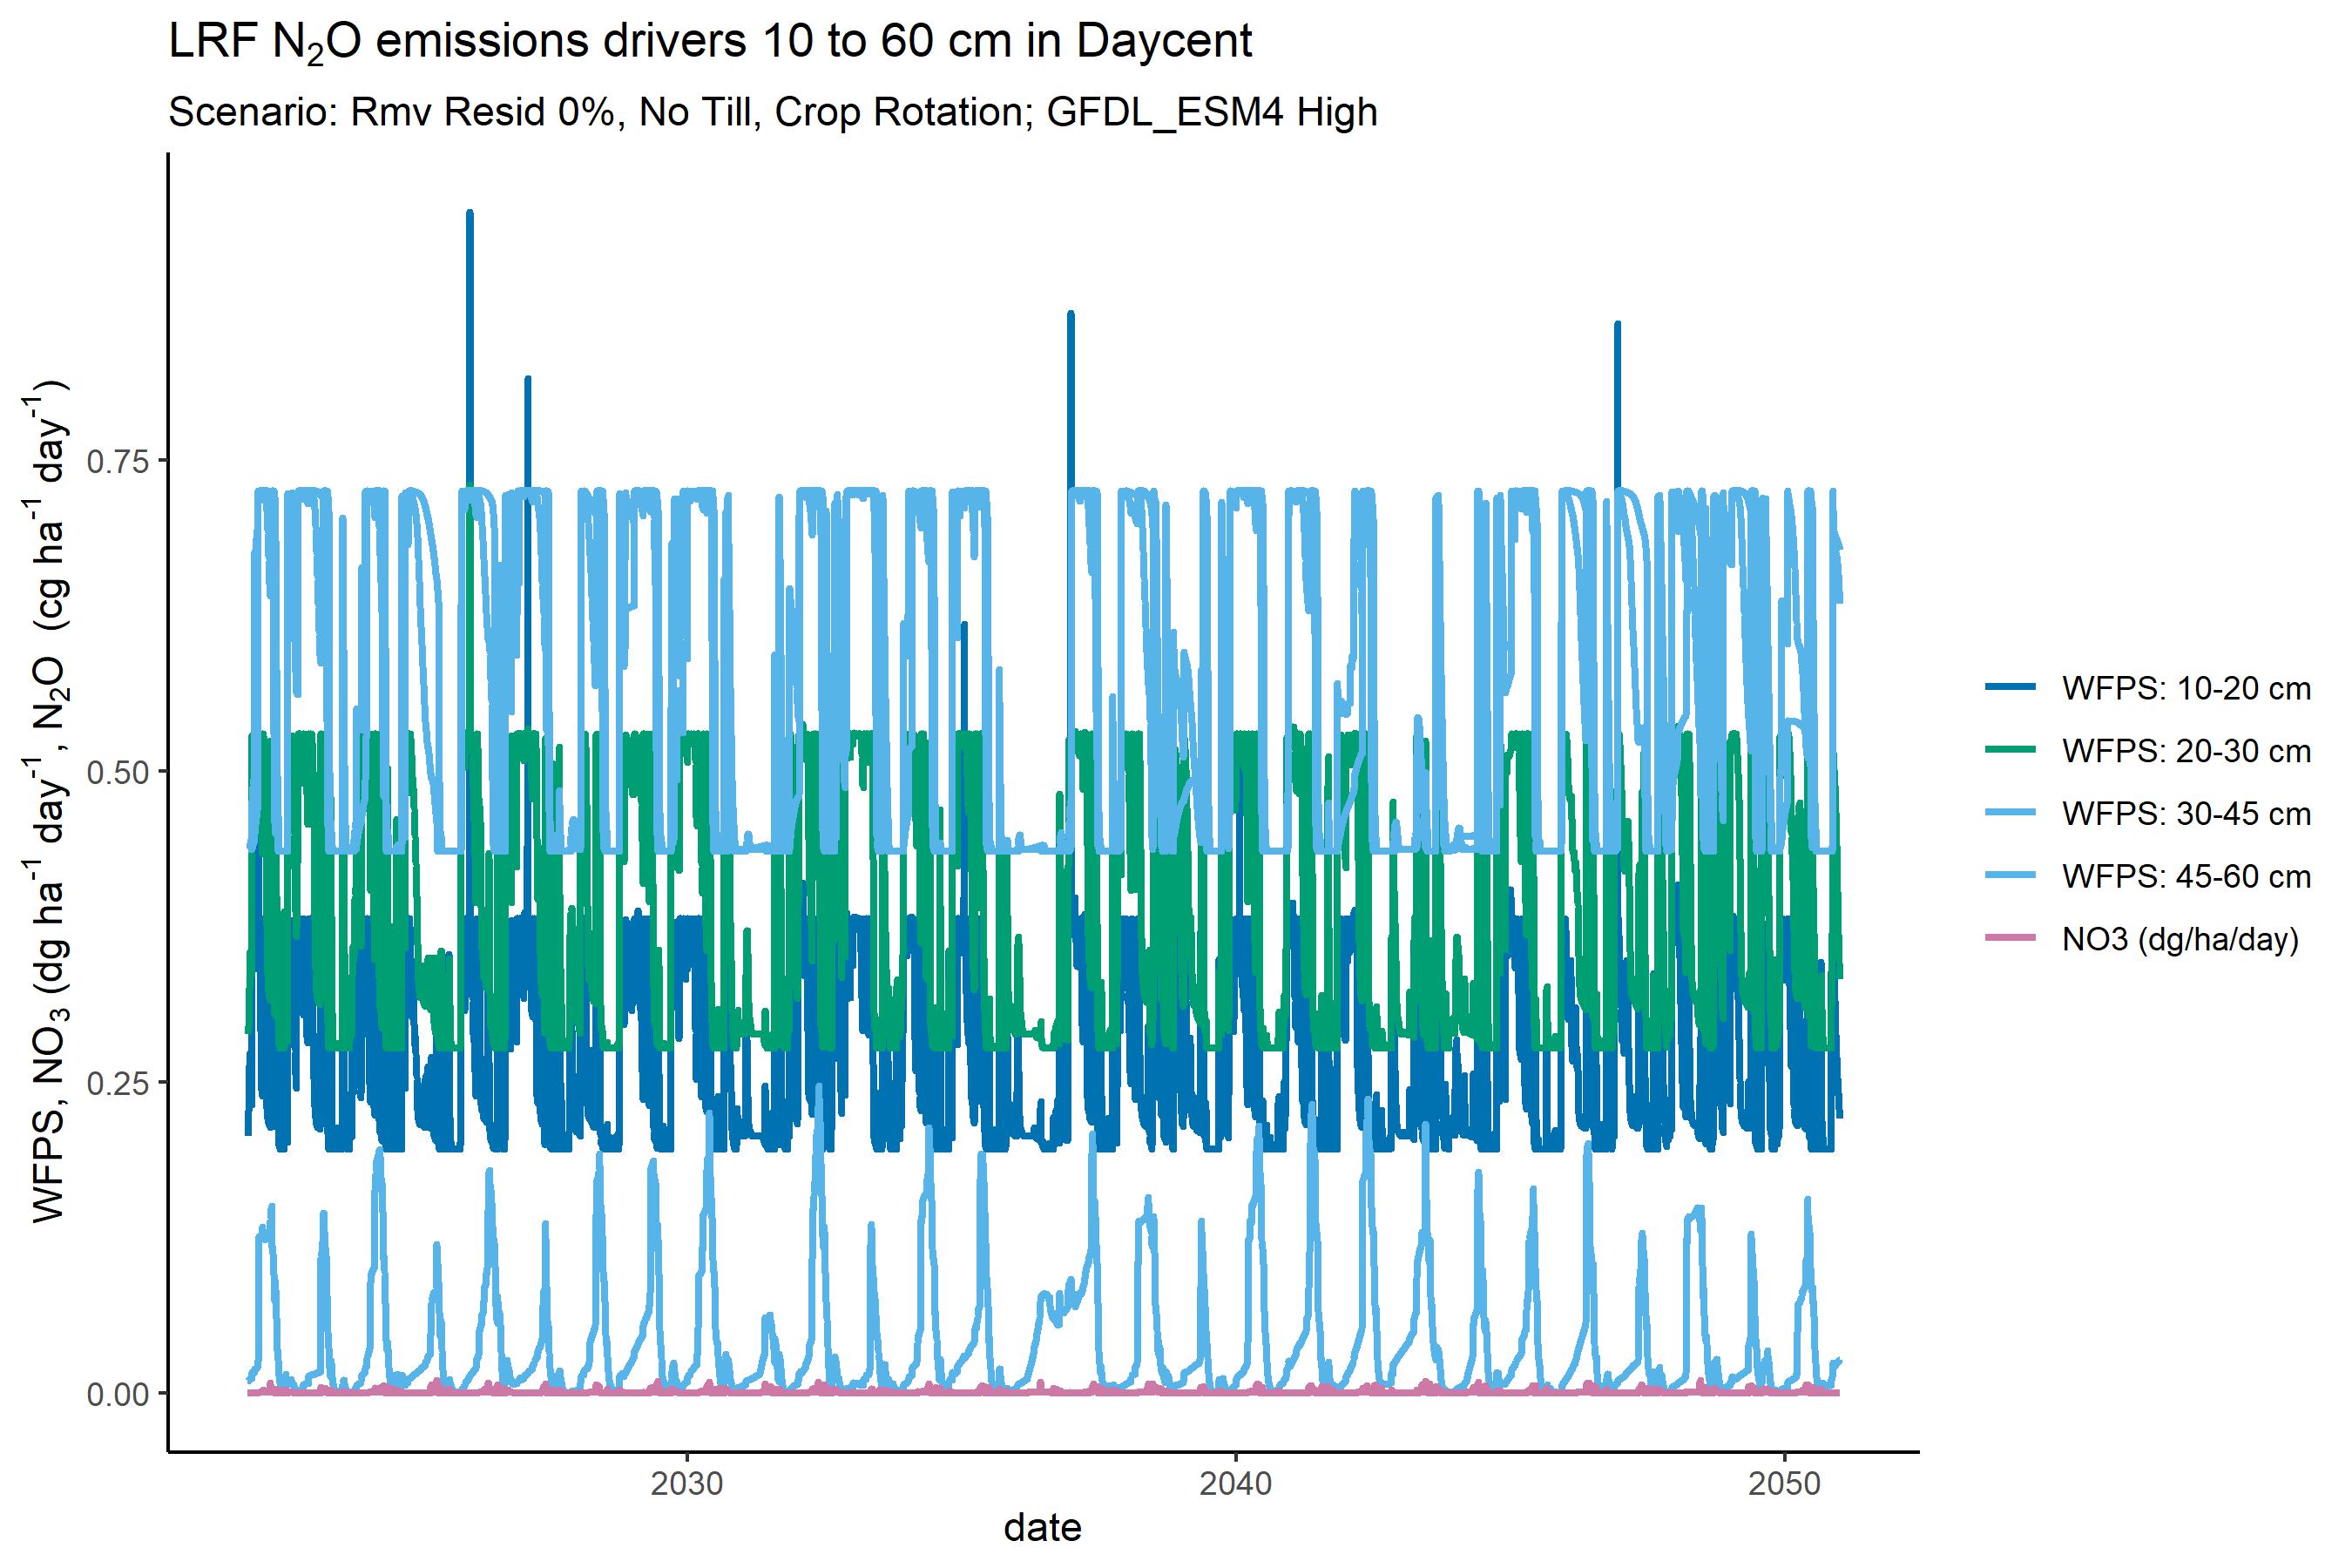 LRF N₂O emissions drivers 10 to 60 cm in Daycent
Scenario: Rmv Resid 0%, No Till, Crop Rotation; GFDL_ESM4 High
WFPS, NO₃ (dg ha⁻¹ day⁻¹, N₂O (cg ha⁻¹ day⁻¹)
0.75
0.50
0.25
0.00
2030 2040 2050
date
WFPS: 10-20 cm
WFPS: 20-30 cm
WFPS: 30-45 cm
WFPS: 45-60 cm
NO3 (dg/ha/day)